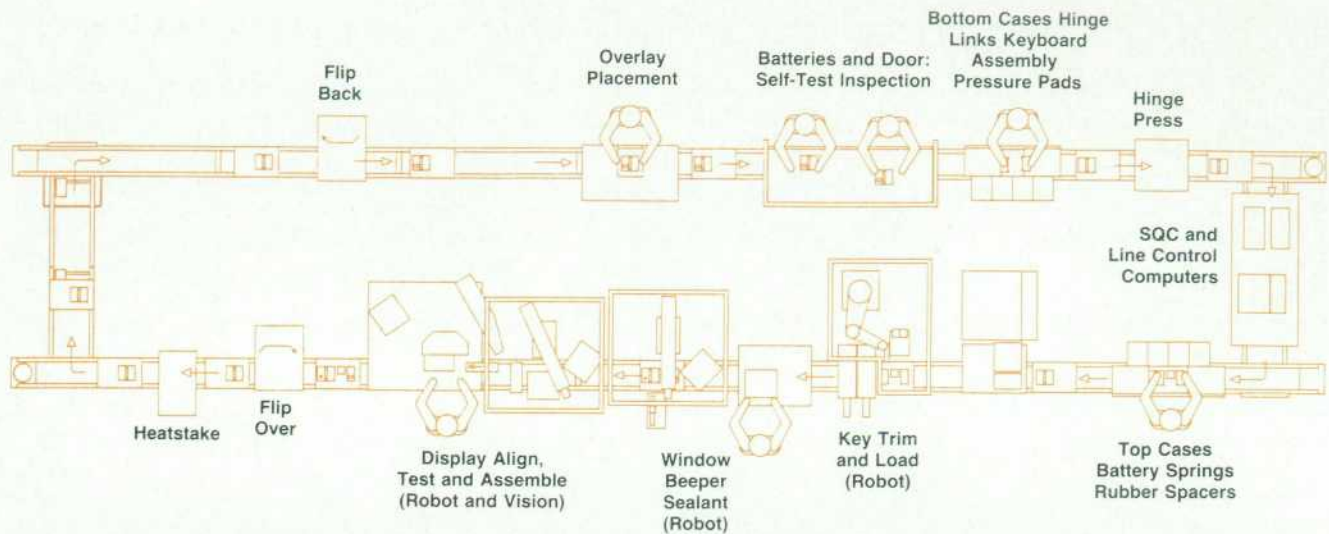 Flip
Back
Overlay
Placement
Batteries and Door:
Self-Test Inspection
Bottom Cases Hinge
Links Keyboard
Assembly
Pressure Pads
Hinge
Press
SQC and
Line Control
Computers
Heatstake
Flip
Over
Display Align,
Test and Assemble
(Robot and Vision)
Window
Beeper
Sealant
(Robot)
Key Trim
and Load
(Robot)
Top Cases
Battery Springs
Rubber Spacers